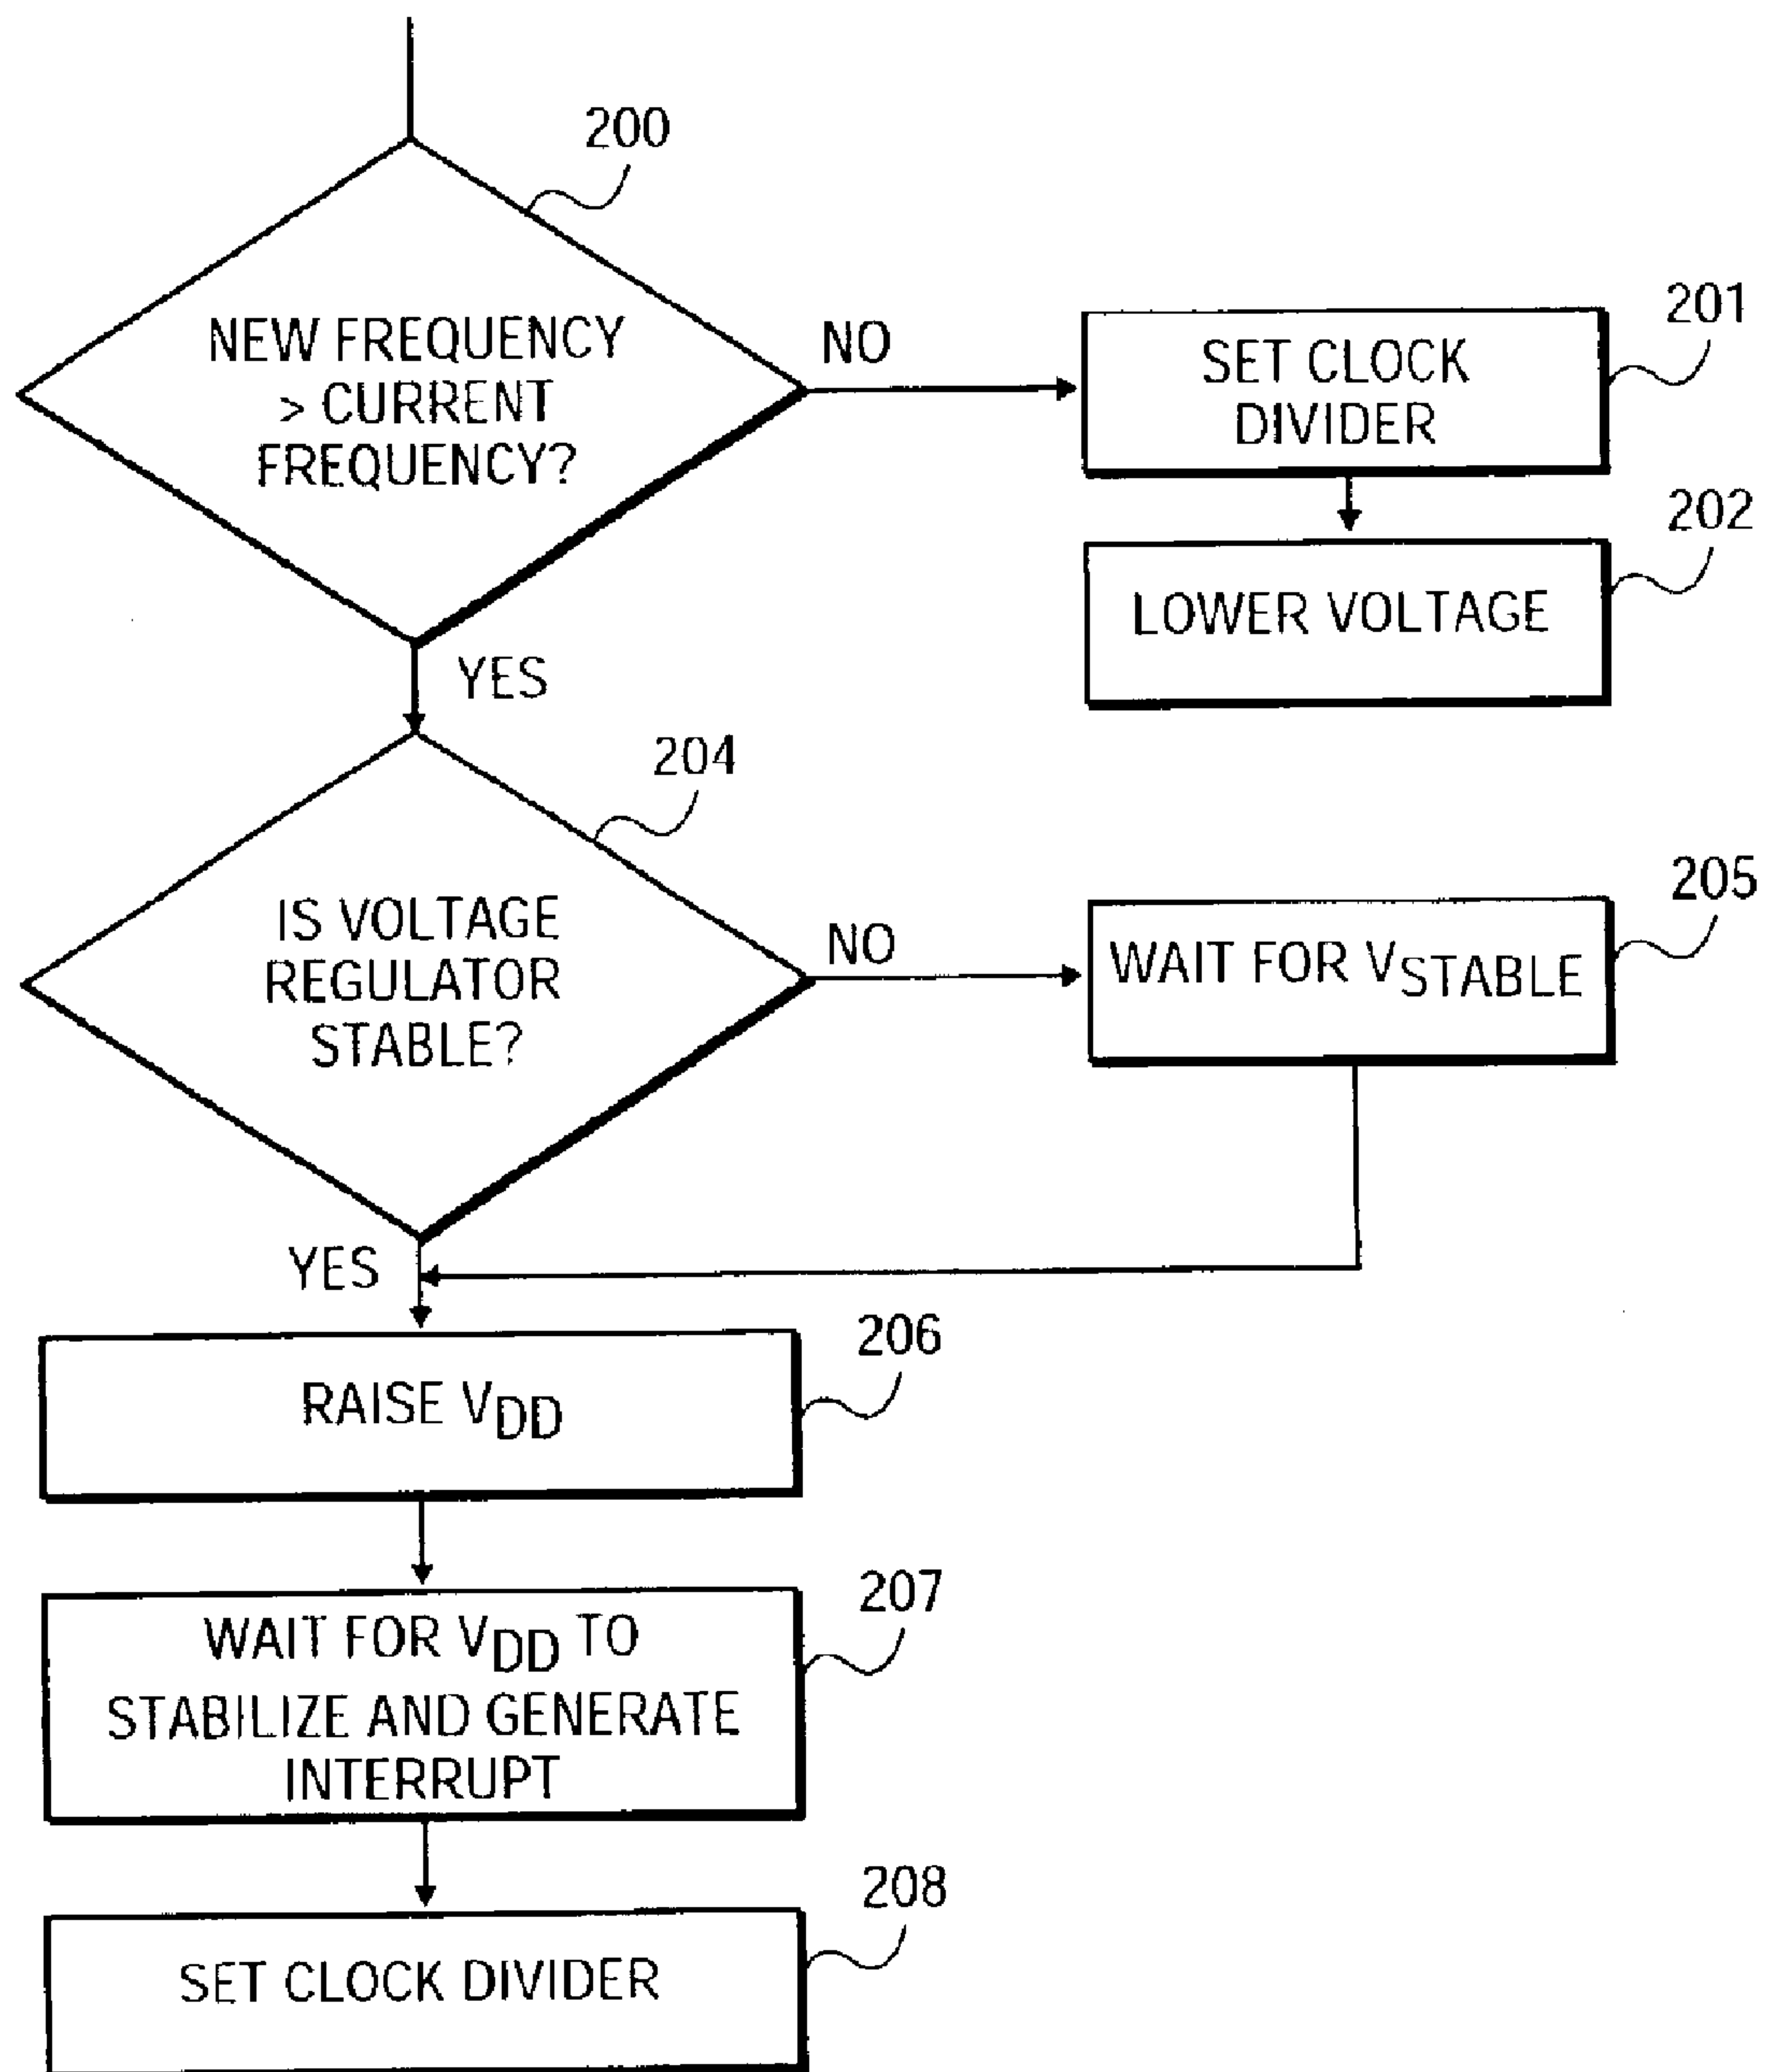 200
NEW FREQUENCY
> CURRENT
FREQUENCY?
NO
201
SET CLOCK
DIVIDER
202
LOWER VOLTAGE
YES
204
IS VOLTAGE
REGULATOR
STABLE?
NO
205
WAIT FOR VSTABLE
YES
206
RAISE VDD
207
WAIT FOR VDD TO
STABILIZE AND GENERATE
INTERRUPT
208
SET CLOCK DIVIDER